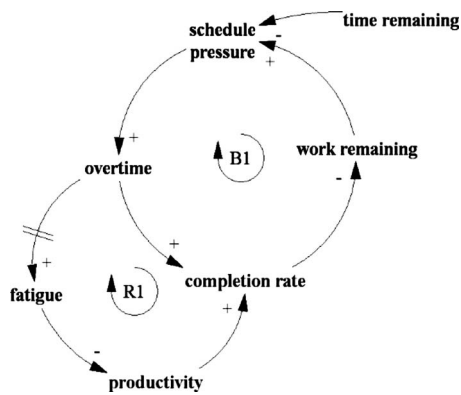 time remaining
schedule
pressure
-
+
+
B1
work remaining
overtime
-
+
+
fatigue
R1
completion rate
+
-
productivity